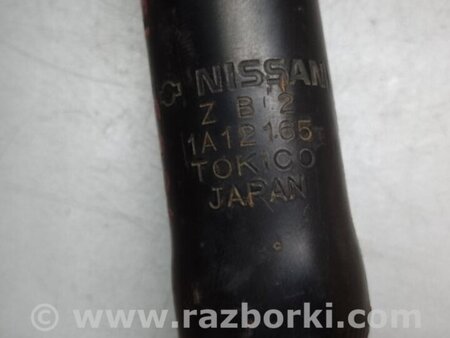 NISSAN
Z B 2
1A12165
TOKICO
JAPAN
© www.razborki.com